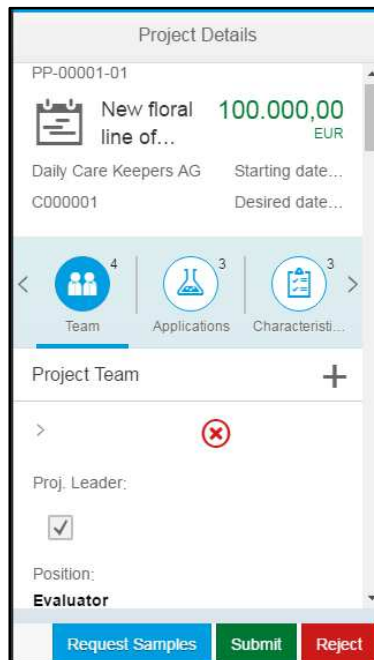 Project Details
PP-00001-01
New floral
line of...
100.000,00
EUR
Daily Care Keepers AG
Starting date...
C000001
Desired date...
4
3
3
Team
Applications
Characteristi...
Project Team
Proj. Leader:
Position:
Evaluator
Request Samples
Submit
Reject